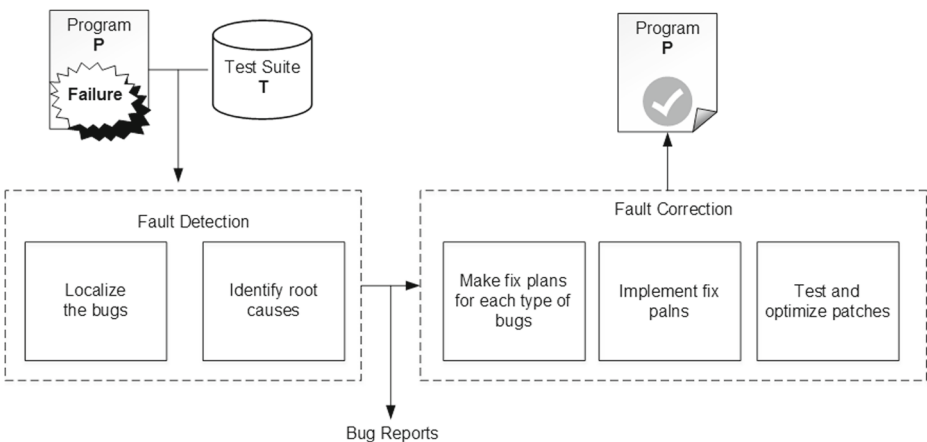 Program
P
Failure
Test Suite
T
Program
P
Fault Detection
Localize
the bugs
Identify root
causes
Fault Correction
Make fix plans
for each type of
bugs
Implement fix
palns
Test and
optimize patches
Bug Reports